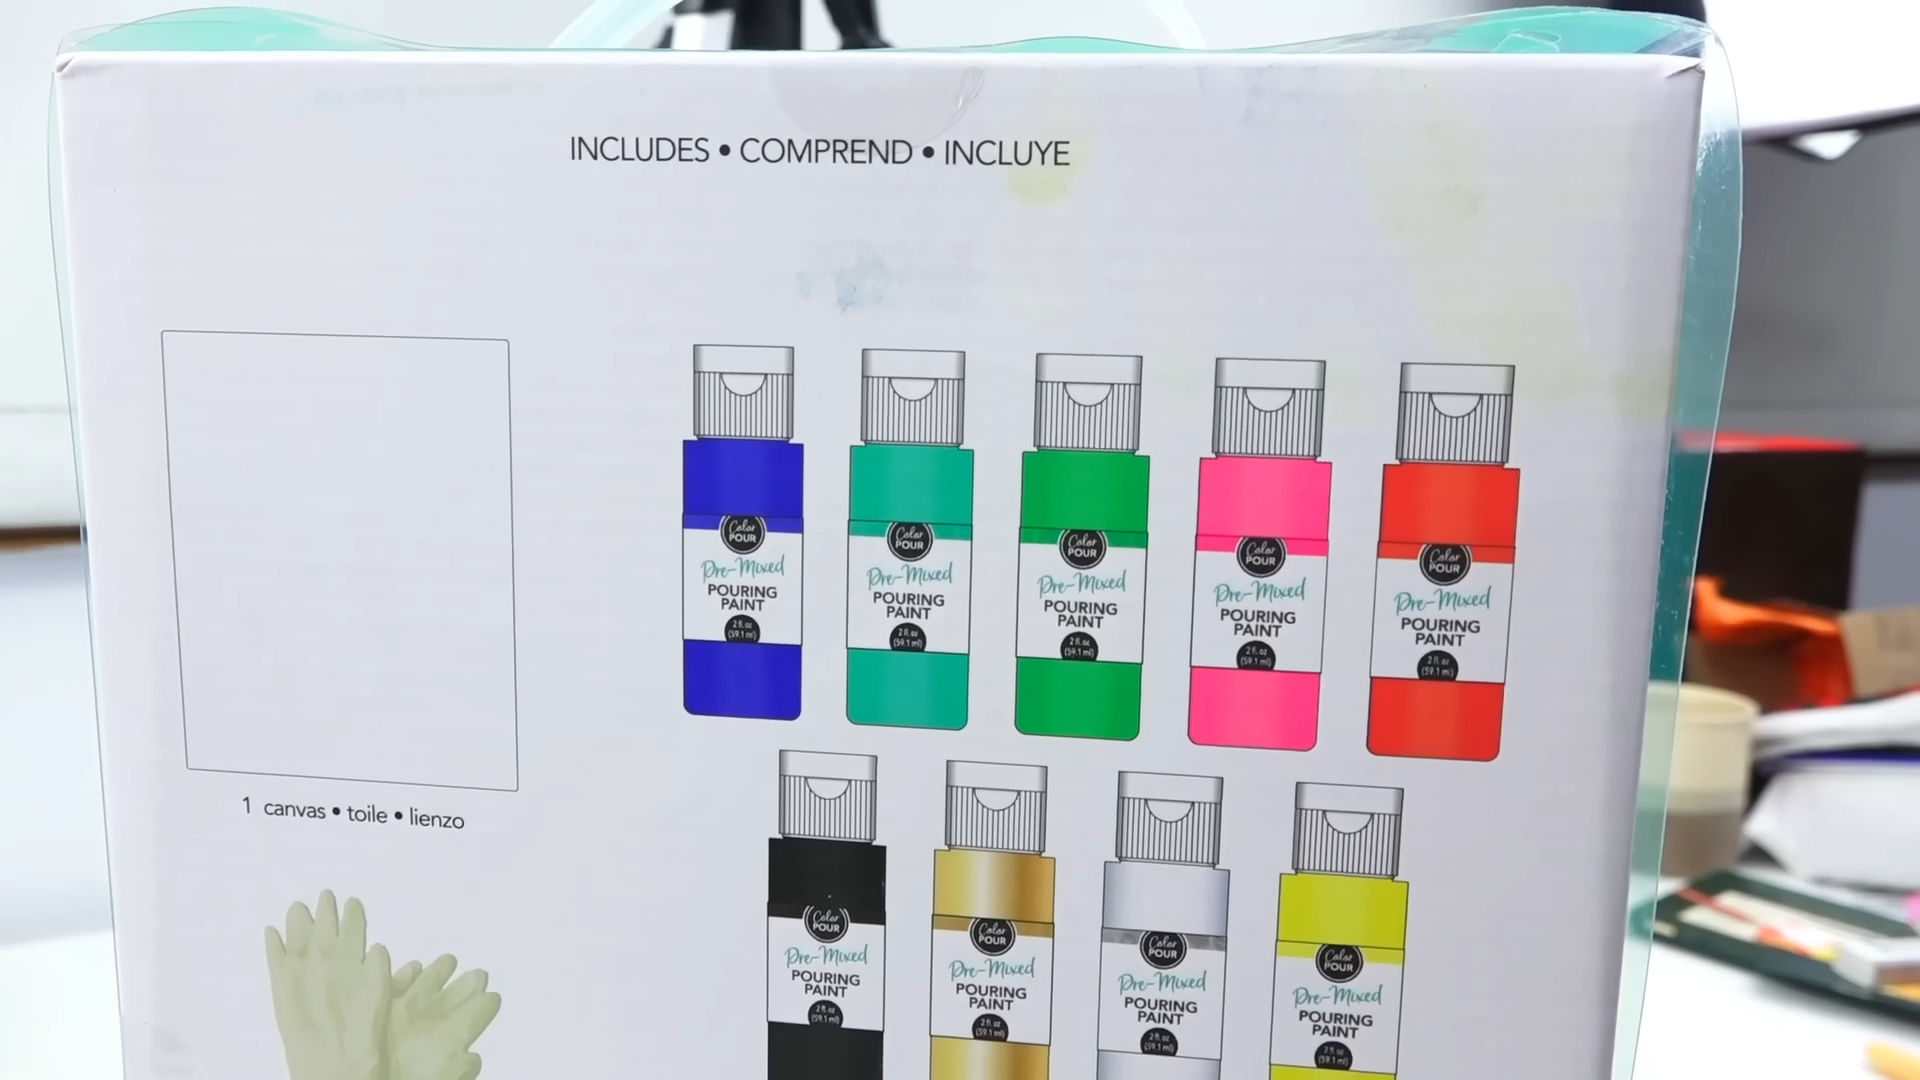 INCLUDES • COMPREND • INCLUYE
Color
POUR
Pre-Mixed
POURING
PAINT
2 fl. oz
(59.1 ml)
Color
POUR
Pre-Mixed
POURING
PAINT
2 fl. oz
(59.1 ml)
Color
POUR
Pre-Mixed
POURING
PAINT
2 fl. oz
(59.1 ml)
Color
POUR
Pre-Mixed
POURING
PAINT
2 fl. oz
(59.1 ml)
Color
POUR
Pre-Mixed
POURING
PAINT
2 fl. oz
(59.1 ml)
1 canvas • toile • lienzo
Color
POUR
Pre-Mixed
POURING
PAINT
2 fl. oz
(59.1 ml)
Color
POUR
Pre-Mixed
POURING
PAINT
2 fl. oz
(59.1 ml)
Color
POUR
Pre-Mixed
POURING
PAINT
2 fl. oz
(59.1 ml)
Color
POUR
Pre-Mixed
POURING
PAINT
2 fl. oz
(59.1 ml)